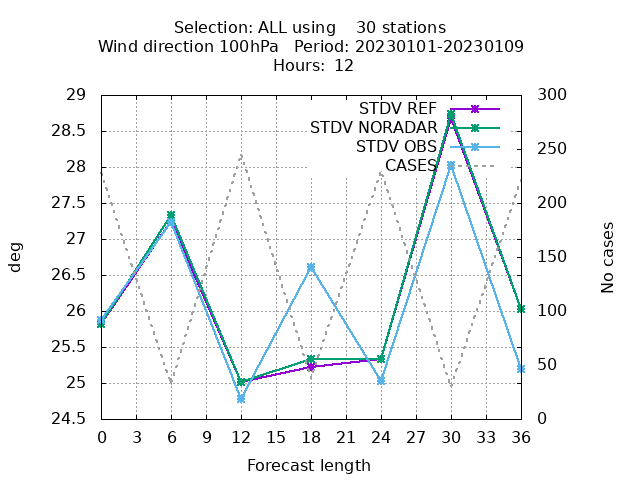 Selection: ALL using    30 stations
Wind direction 100hPa   Period: 20230101-20230109
Hours:  12
STDV REF
STDV NORADAR
STDV OBS
CASES
29
28.5
28
27.5
27
26.5
26
25.5
25
24.5
deg
300
250
200
150
100
50
0
No cases
0 3 6 9 12 15 18 21 24 27 30 33 36
Forecast length